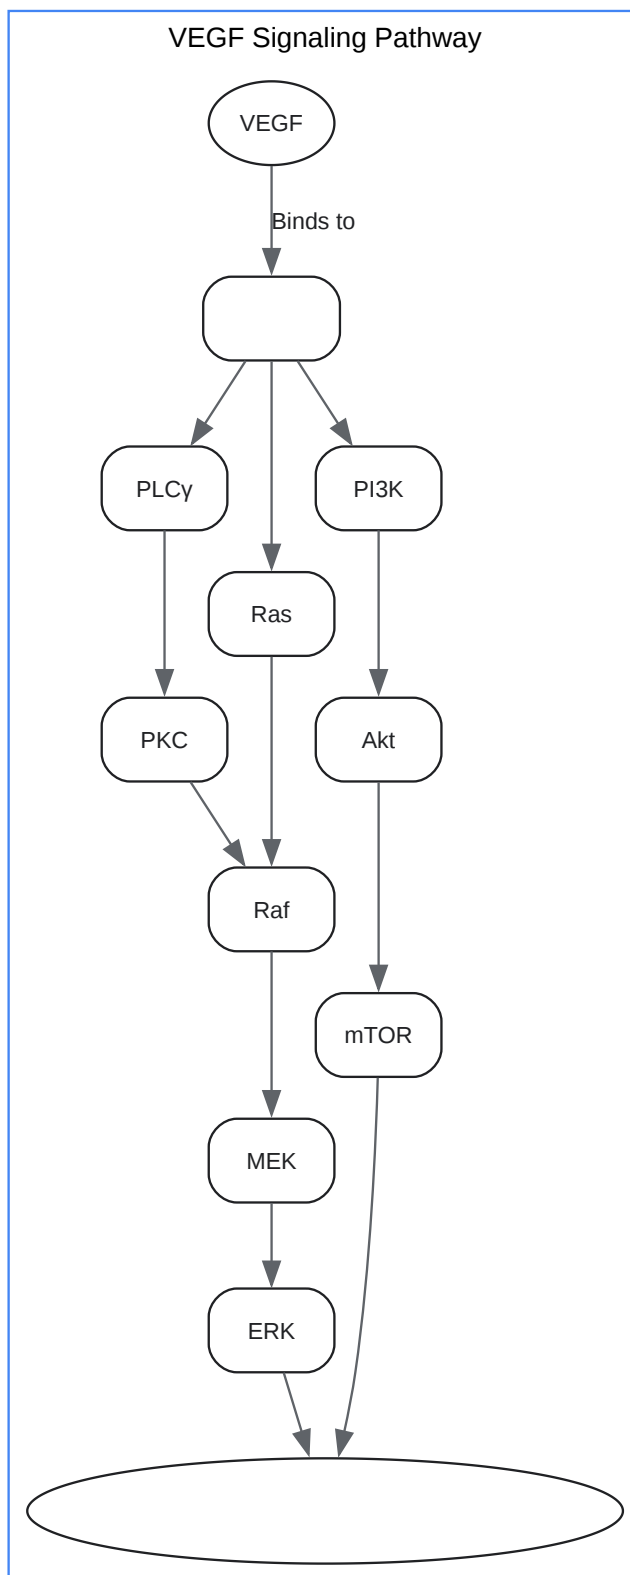 VEGF Signaling Pathway
VEGF
Binds to
PLCγ
PI3K
Ras
PKC
Akt
Raf
mTOR
MEK
ERK